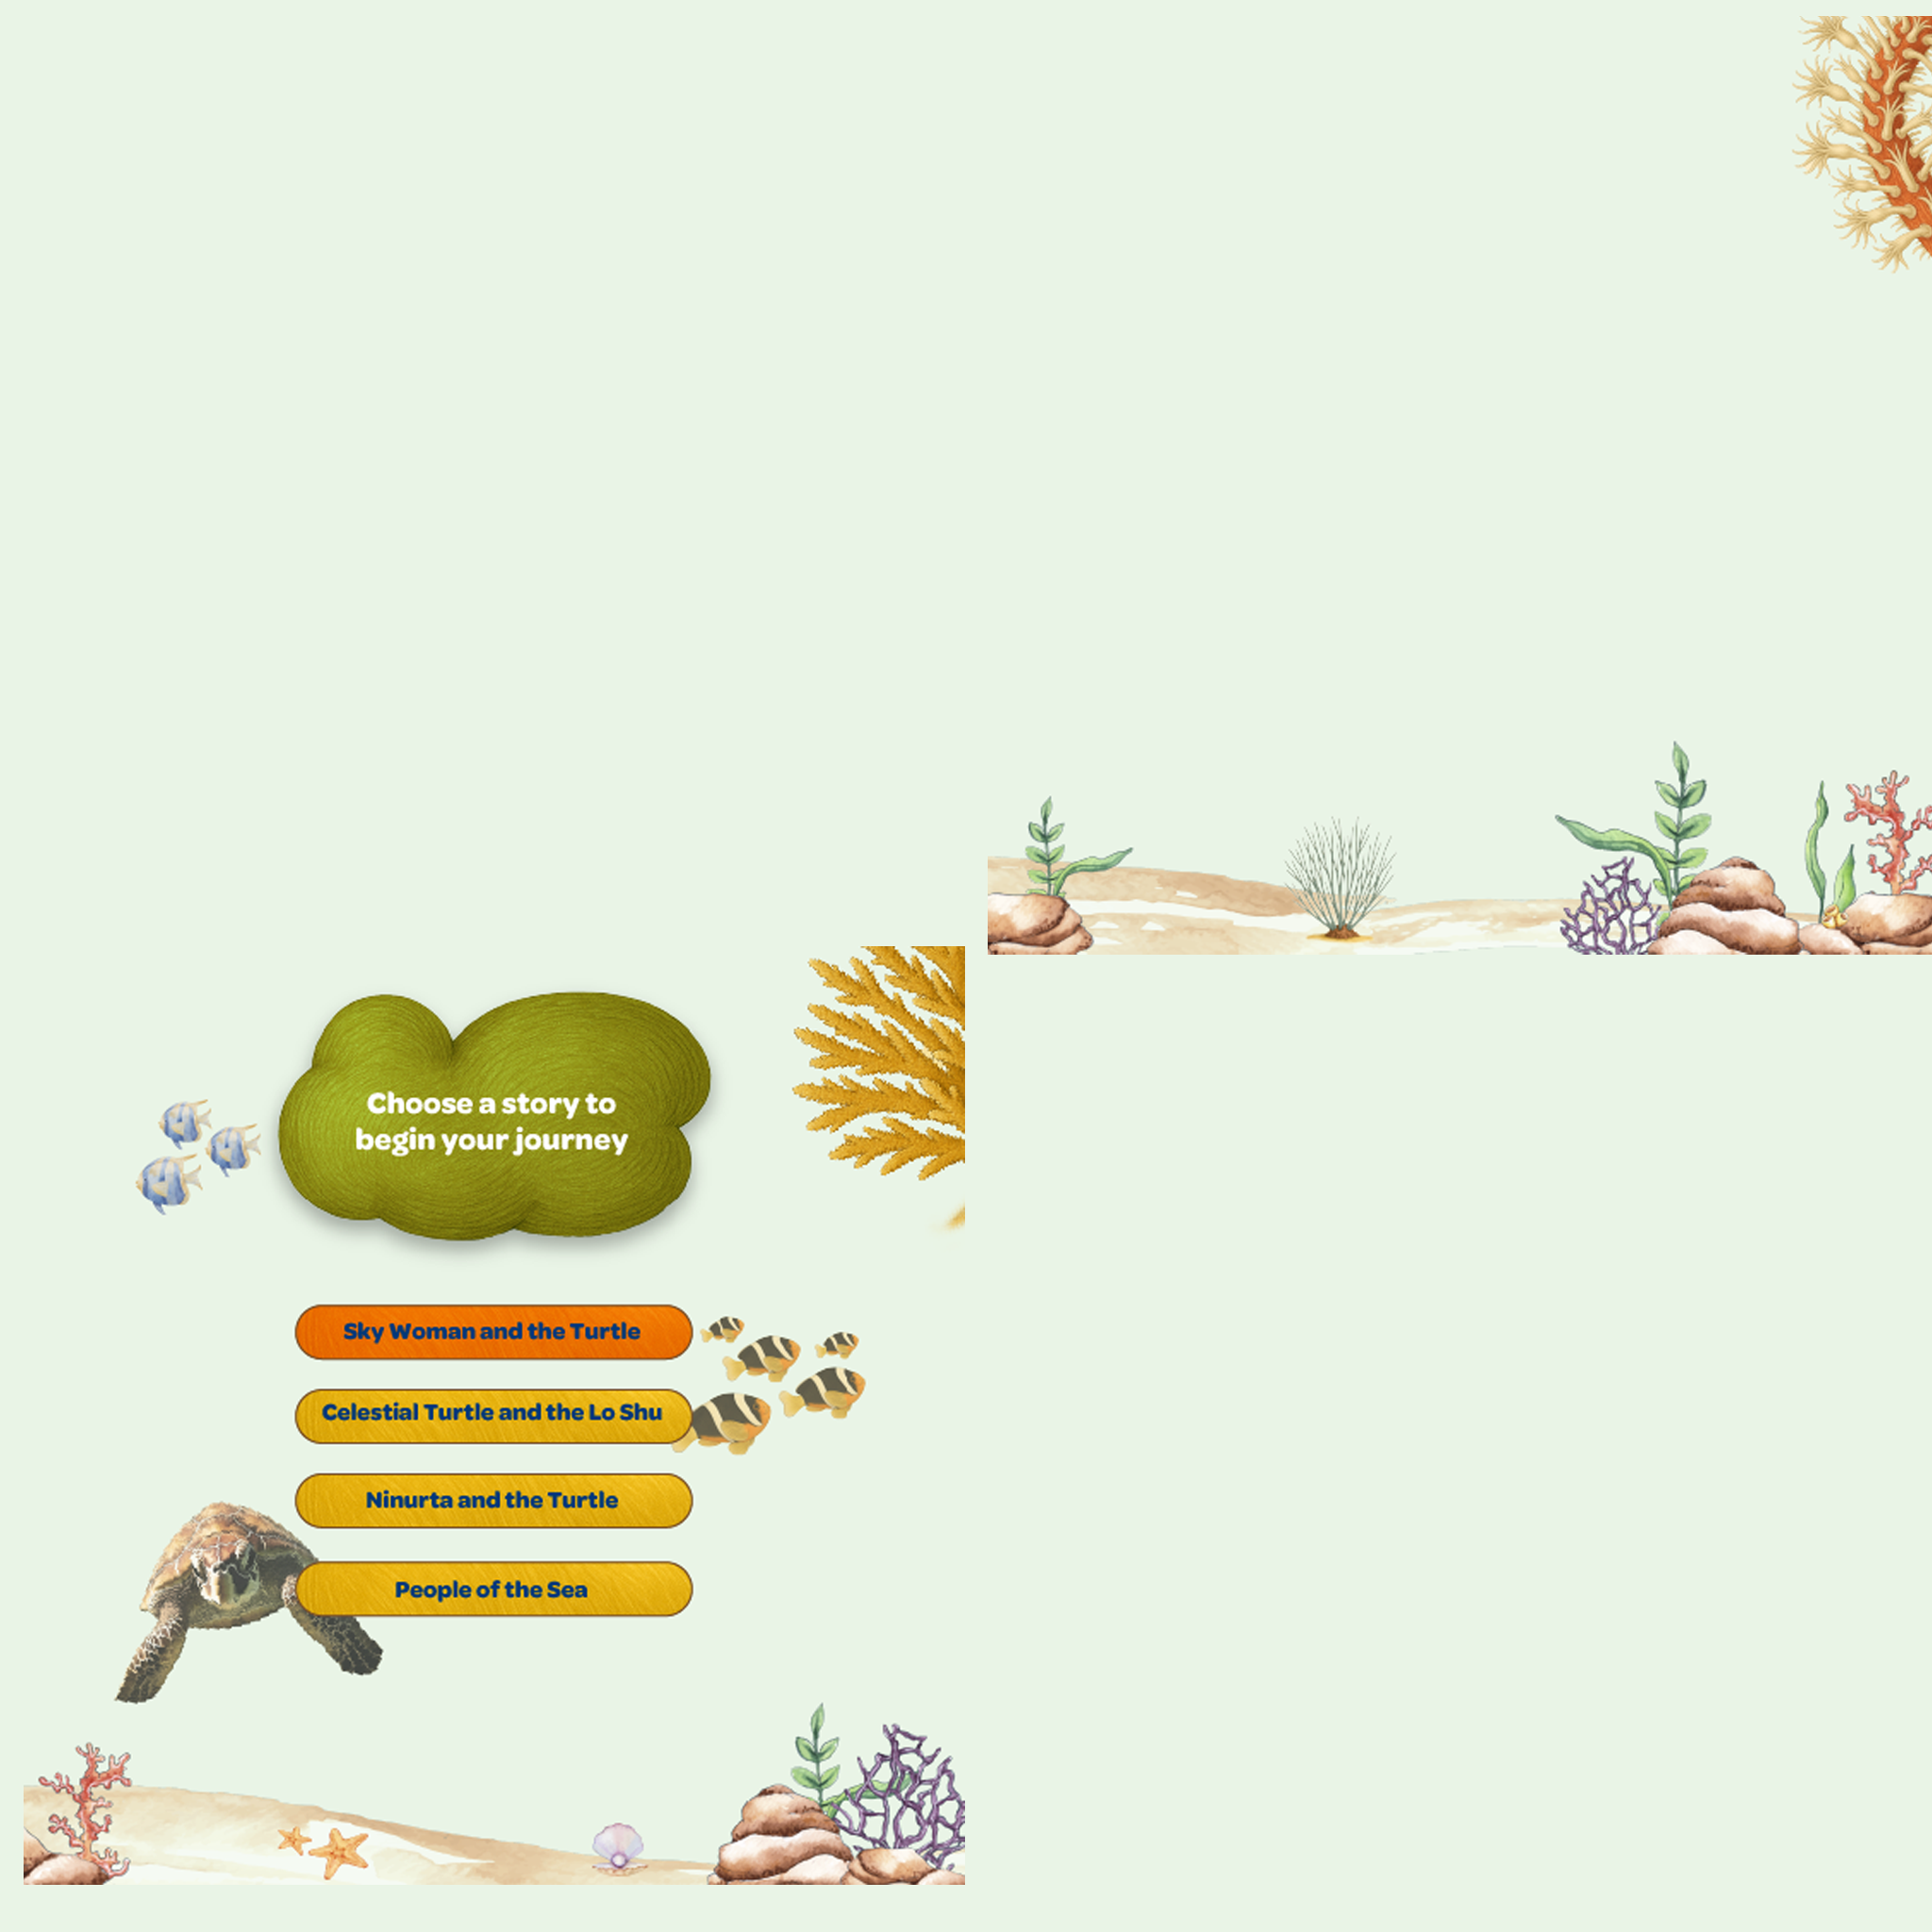 Choose a story to
begin your journey
Sky Woman and the Turtle
Celestial Turtle and the Lo Shu
Ninurta and the Turtle
People of the Sea